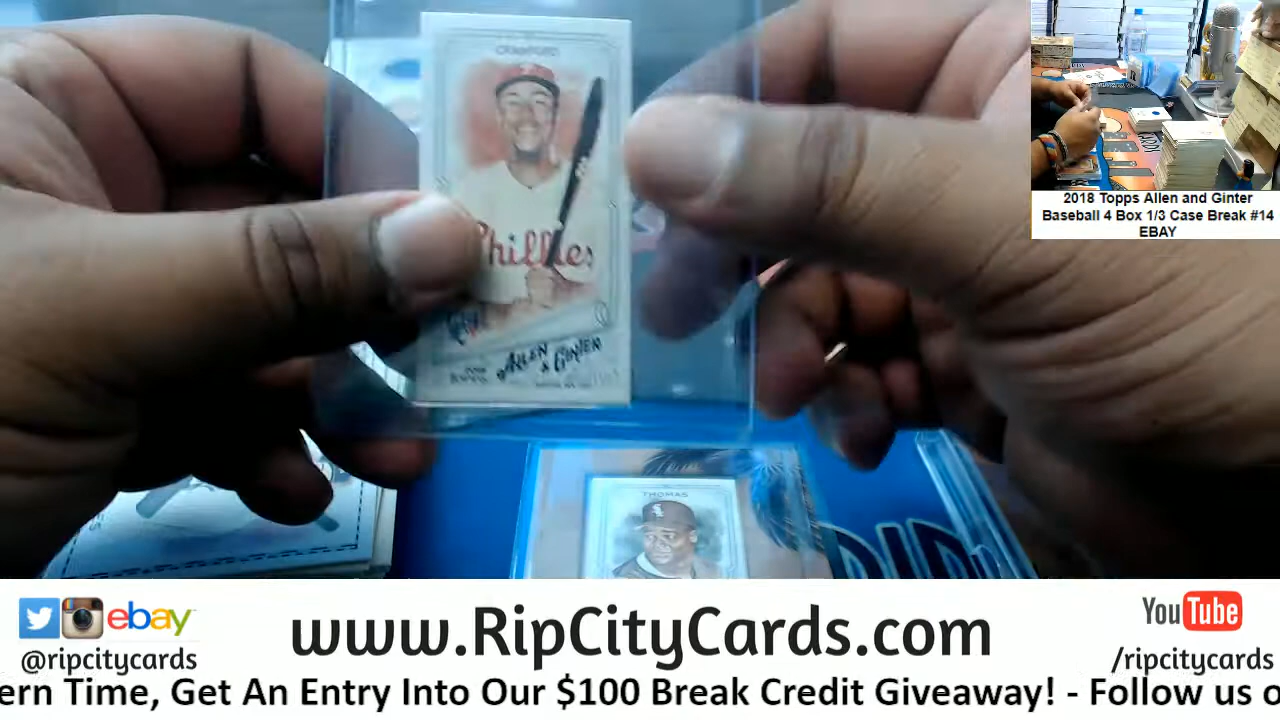 CRAWFORD
Phillies
ALLEN
& GINTER
THOMAS
2018 Topps Allen and Ginter
Baseball 4 Box 1/3 Case Break #14
EBAY
ebay
www.RipCityCards.com
You Tube
@ripcitycards
/ripcitycards
ern Time, Get An Entry Into Our $100 Break Credit Giveaway! - Follow us o